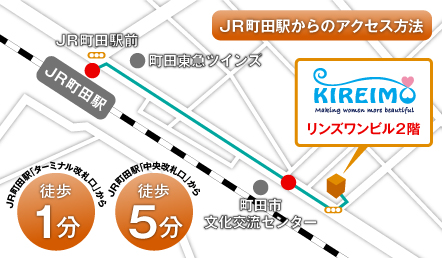 JR町田駅からのアクセス方法
JR町田駅前
町田東急ツインズ
JR町田駅
KIREIMO
Making women more beautiful
リンズワンビル2階
JR町田駅「ターミナル改札口」から
徒歩
1分
JR町田駅「中央改札口」から
徒歩
5分
町田市
文化交流センター